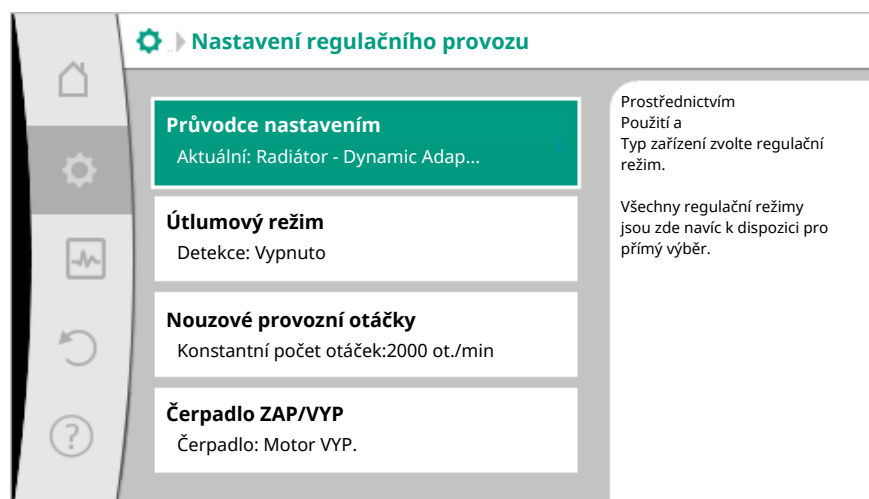 Nastavení regulačního provozu
Průvodce nastavením
Aktuální: Radiátor - Dynamic Adap...
Útlumový režim
Detekce: Vypnuto
Nouzové provozní otáčky
Konstantní počet otáček:2000 ot./min
Čerpadlo ZAP/VYP
Čerpadlo: Motor VYP.
Prostřednictvím
Použití a
Typ zařízení zvolte regulační
režim.
Všechny regulační režimy
jsou zde navíc k dispozici pro
přímý výběr.
?